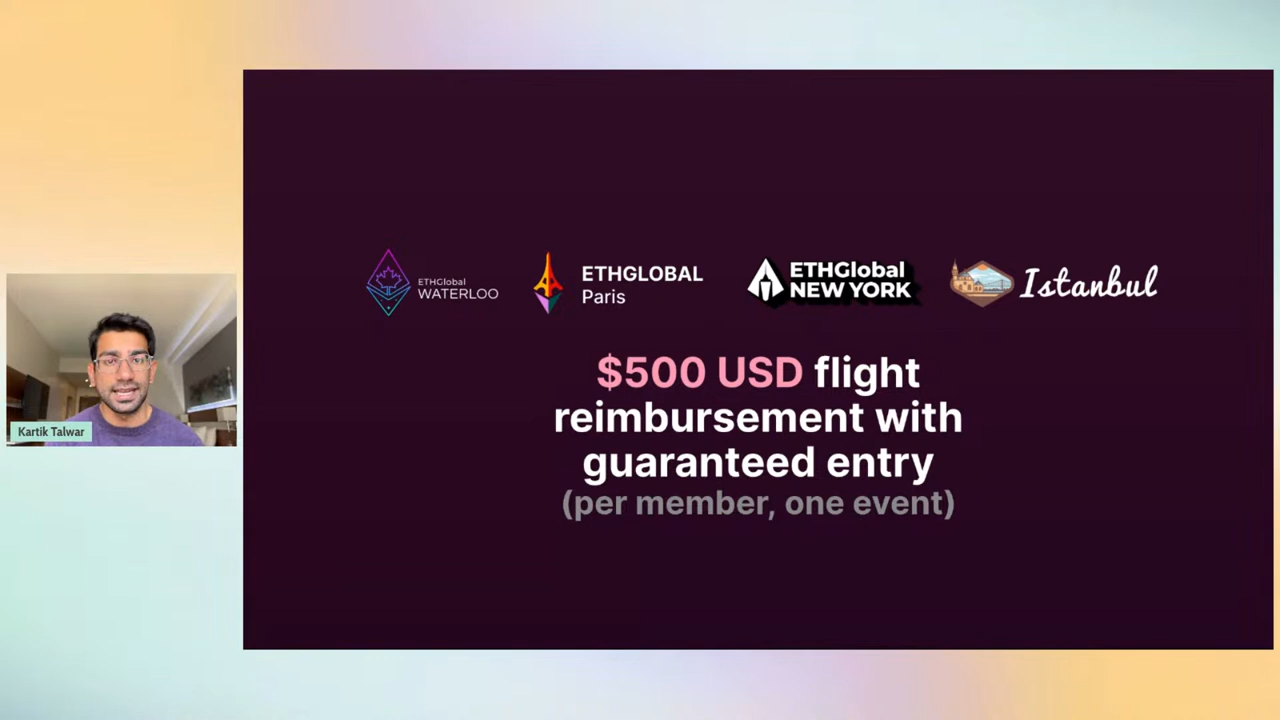 ETHGlobal
WATERLOO
ETHGLOBAL
Paris
ETHGlobal
NEW YORK
Istanbul
$500 USD flight
reimbursement with
guaranteed entry
(per member, one event)
Kartik Talwar